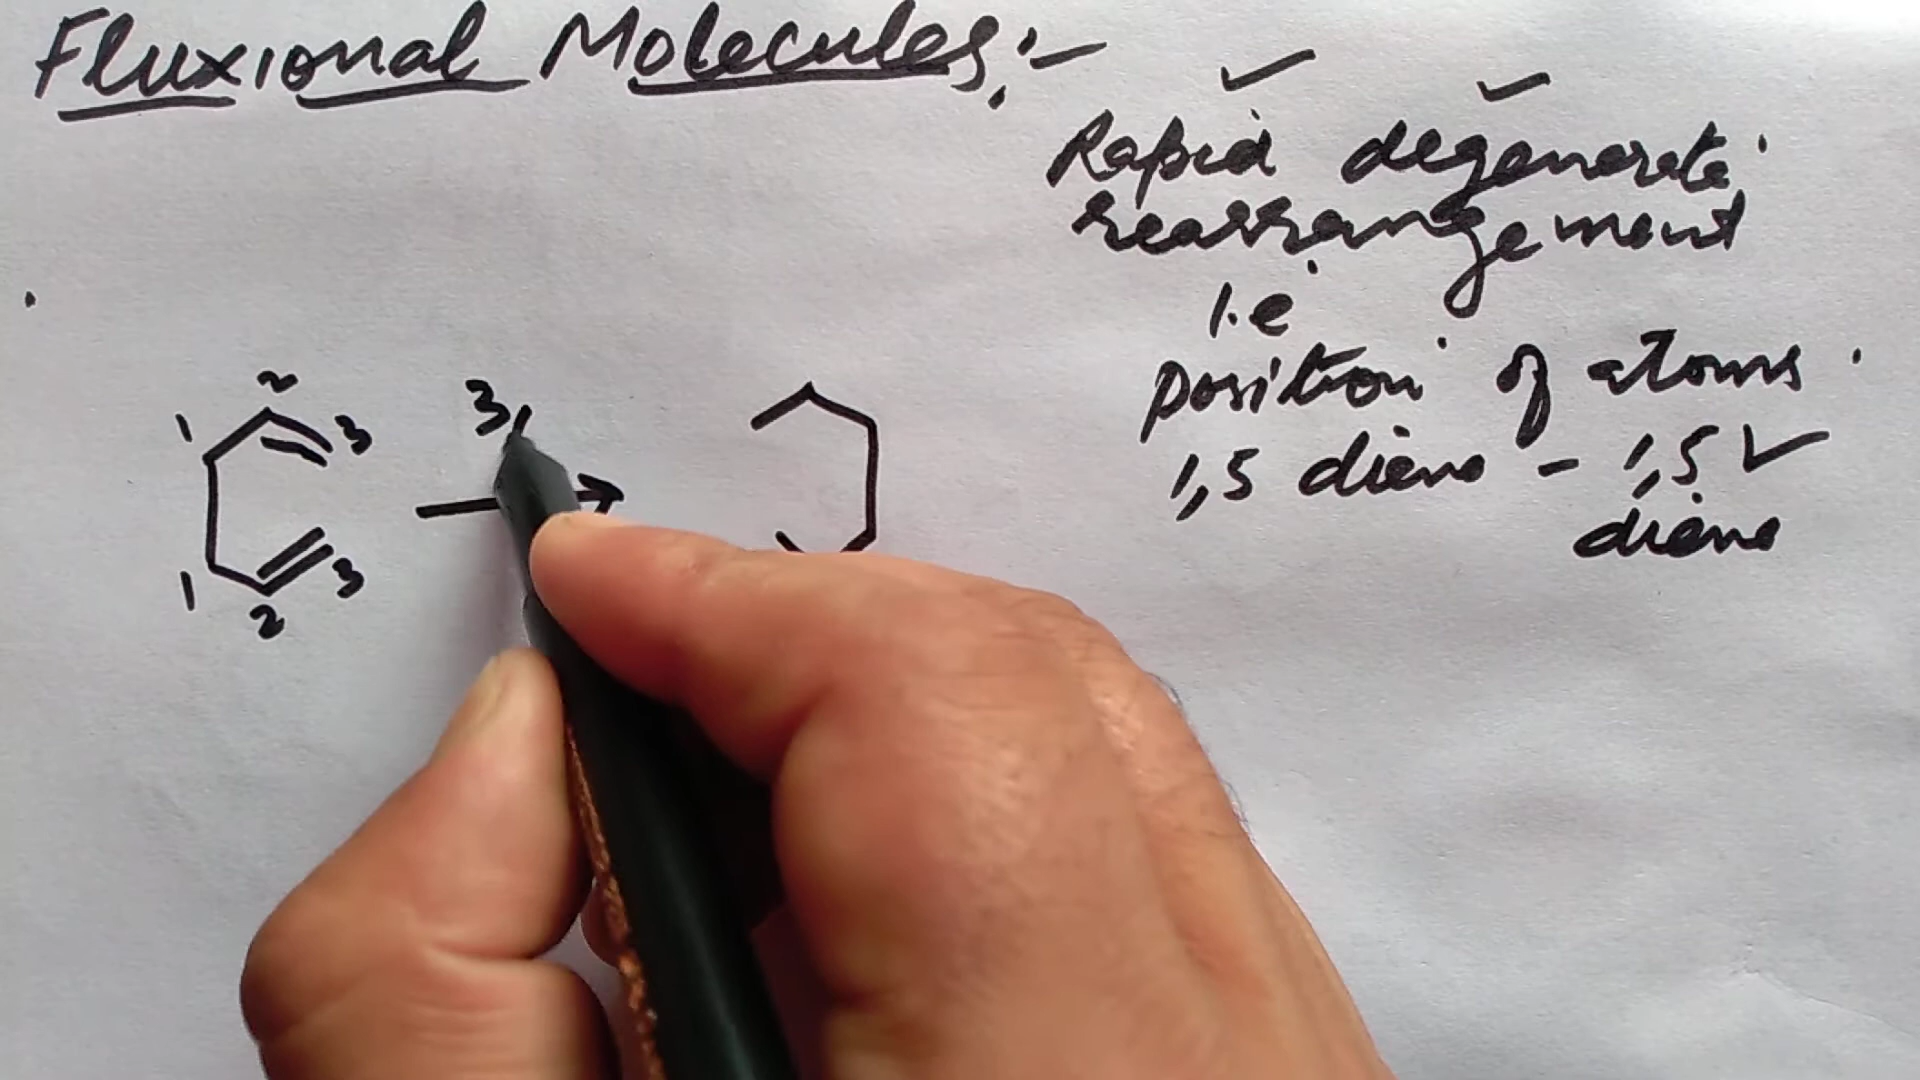 Fluxional Molecules:-
Rapid degenerate
rearrangement
i.e
position of atoms
1,5 diene - 1,5
diene
2
1
3
3,
1
2
3